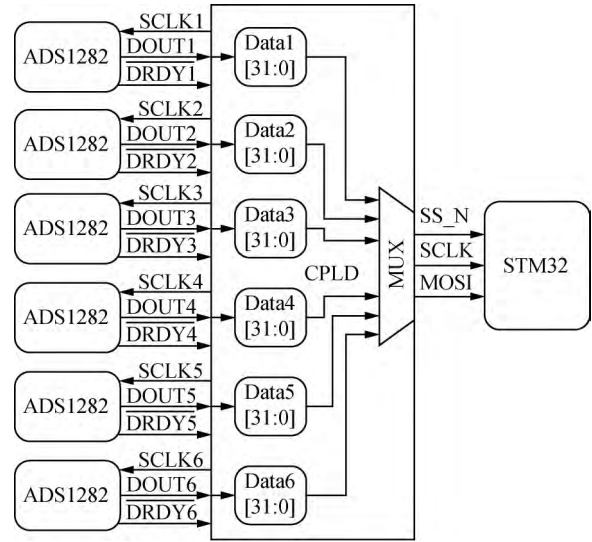 SCLK1
ADS1282
DOUT1
DRDY1
Data1
[31:0]
SCLK2
ADS1282
DOUT2
DRDY2
Data2
[31:0]
SCLK3
ADS1282
DOUT3
DRDY3
Data3
[31:0]
SCLK4
ADS1282
DOUT4
DRDY4
Data4
[31:0]
SCLK5
ADS1282
DOUT5
DRDY5
Data5
[31:0]
SCLK6
ADS1282
DOUT6
DRDY6
Data6
[31:0]
CPLD
MUX
SS_N
SCLK
MOSI
STM32